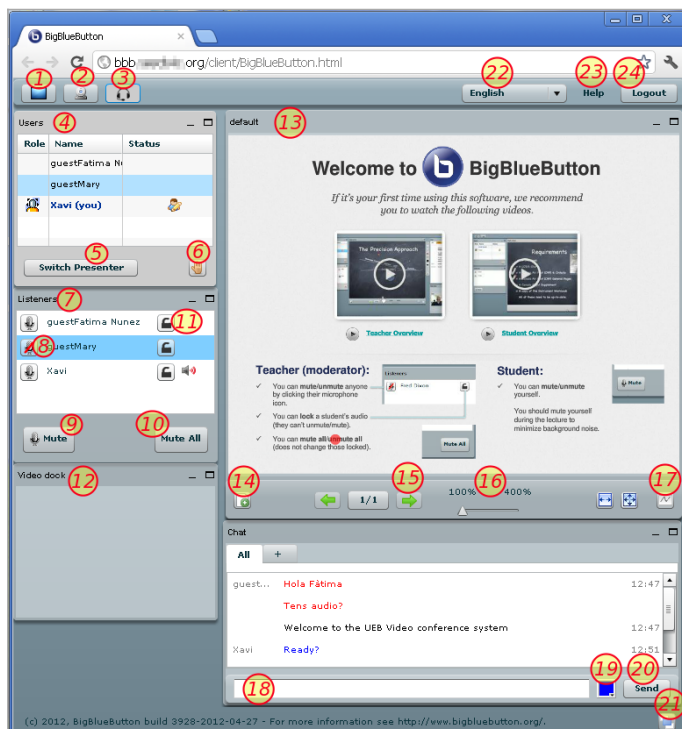 BigBlueButton
bbb. .org/client/BigBlueButton.html
1
2
3
22
23
24
English
Help
Logout
Users
4
Role Name Status
guestFatima Nu
guestMary
Xavi (you)
5
6
Switch Presenter
Listeners
7
guestFatima Nunez
11
8
guestMary
Xavi
9
10
Mute
Mute All
Video dock
12
default
13
Welcome to b BigBlueButton
If it's your first time using this software, we recommend
you to watch the following videos.
The Precision Approach
Requirements
Teacher Overview
Student Overview
Teacher (moderator):
✓ You can mute/unmute anyone
by clicking their microphone
icon.
✓ You can lock a student's audio
(they can't unmute/mute).
✓ You can mute all/unmute all
(does not change those locked).
Listeners
Mute All
Student:
✓ You can mute/unmute
yourself.
You should mute yourself
during the lecture to
minimize background noise.
Mute
14
15
16
17
1/1
100%
400%
Chat
All +
guest... Hola Fàtima 12:47
Tens audio?
Welcome to the UEB Video conference system 12:47
Xavi Ready? 12:51
18
19
20
Send
21
(c) 2012, BigBlueButton build 3928-2012-04-27 - For more information see http://www.bigbluebutton.org/.